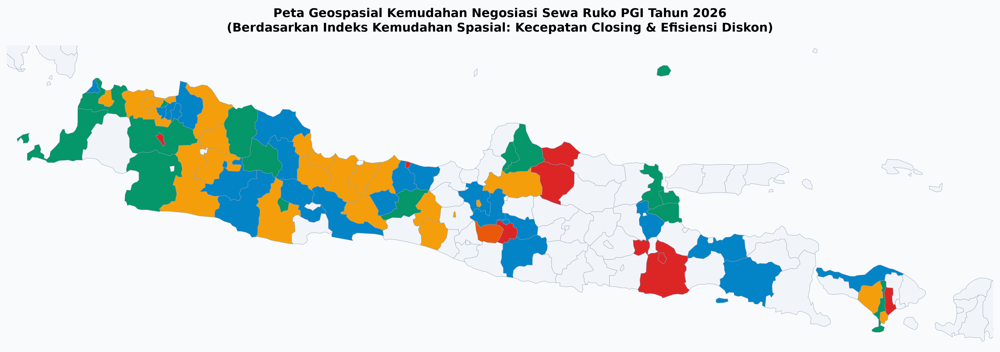 Peta Geospasial Kemudahan Negosiasi Sewa Ruko PGI Tahun 2026
(Berdasarkan Indeks Kemudahan Spasial: Kecepatan Closing & Efisiensi Diskon)